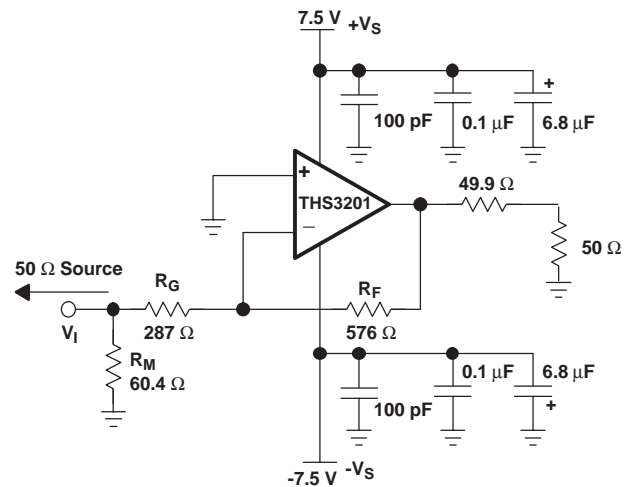 7.5 V
+VS
+
100 pF
0.1 µF
6.8 µF
+
THS3201
−
49.9 Ω
50 Ω
50 Ω Source
RG
RF
VI
287 Ω
576 Ω
RM
60.4 Ω
0.1 µF
6.8 µF
100 pF
+
-7.5 V
-VS